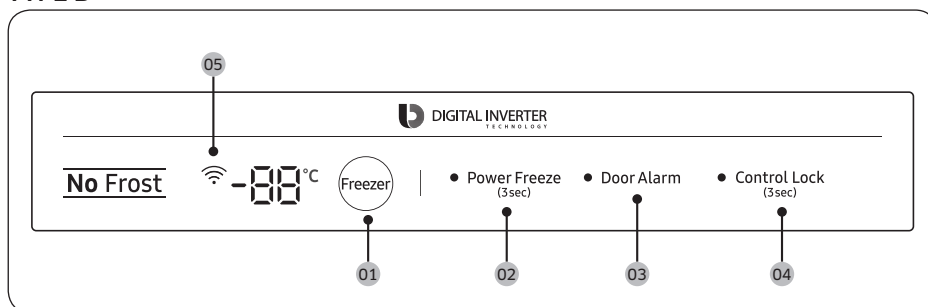 05
DIGITAL INVERTER
TECHNOLOGY
No Frost
-88°C
Freezer
Power Freeze
(3sec)
Door Alarm
Control Lock
(3sec)
01
02
03
04